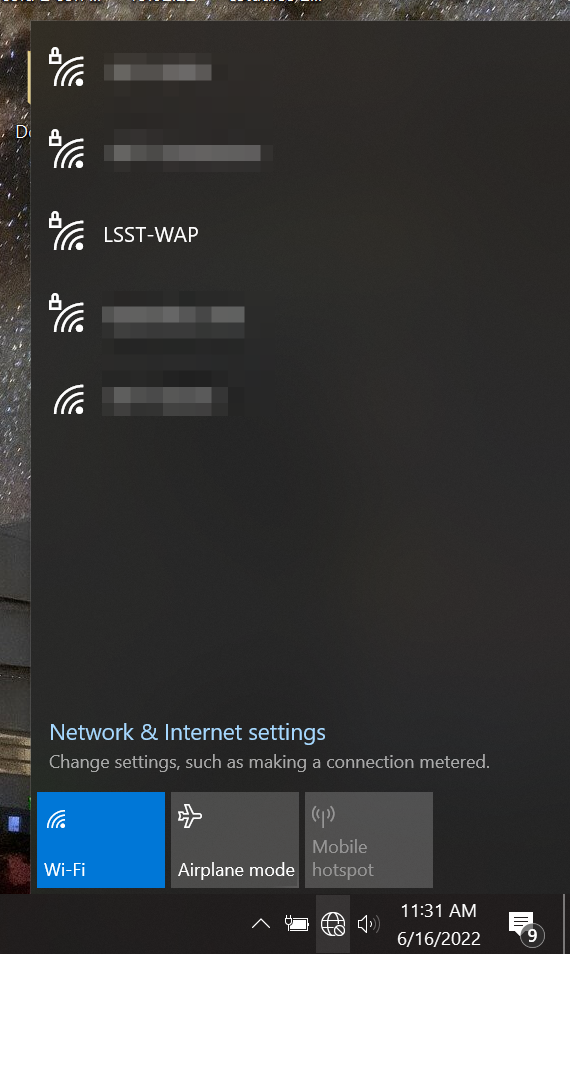 LSST-WAP
Network & Internet settings
Change settings, such as making a connection metered.
Wi-Fi
Airplane mode
Mobile
hotspot
11:31 AM
6/16/2022
9